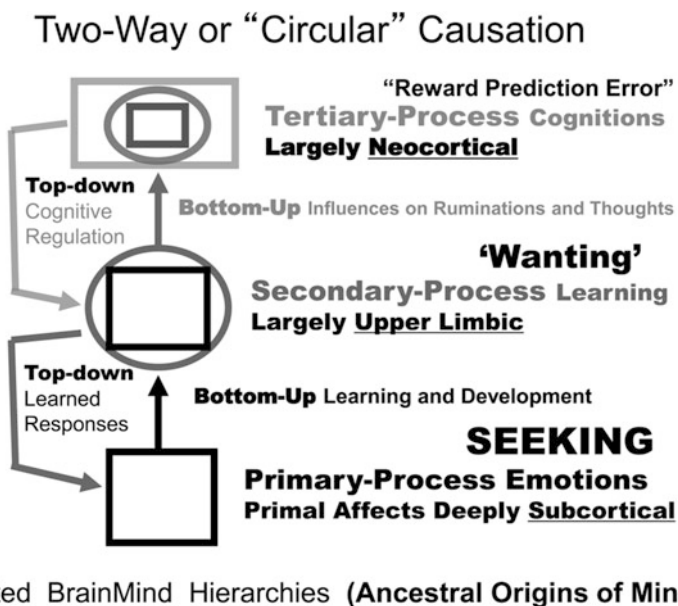 Two-Way or “Circular” Causation
“Reward Prediction Error”
Tertiary-Process Cognitions
Largely Neocortical
Top-down
Cognitive
Regulation
Bottom-Up Influences on Ruminations and Thoughts
‘Wanting’
Secondary-Process Learning
Largely Upper Limbic
Top-down
Learned
Responses
Bottom-Up Learning and Development
SEEKING
Primary-Process Emotions
Primal Affects Deeply Subcortical
BrainMind Hierarchies (Ancestral Origins of